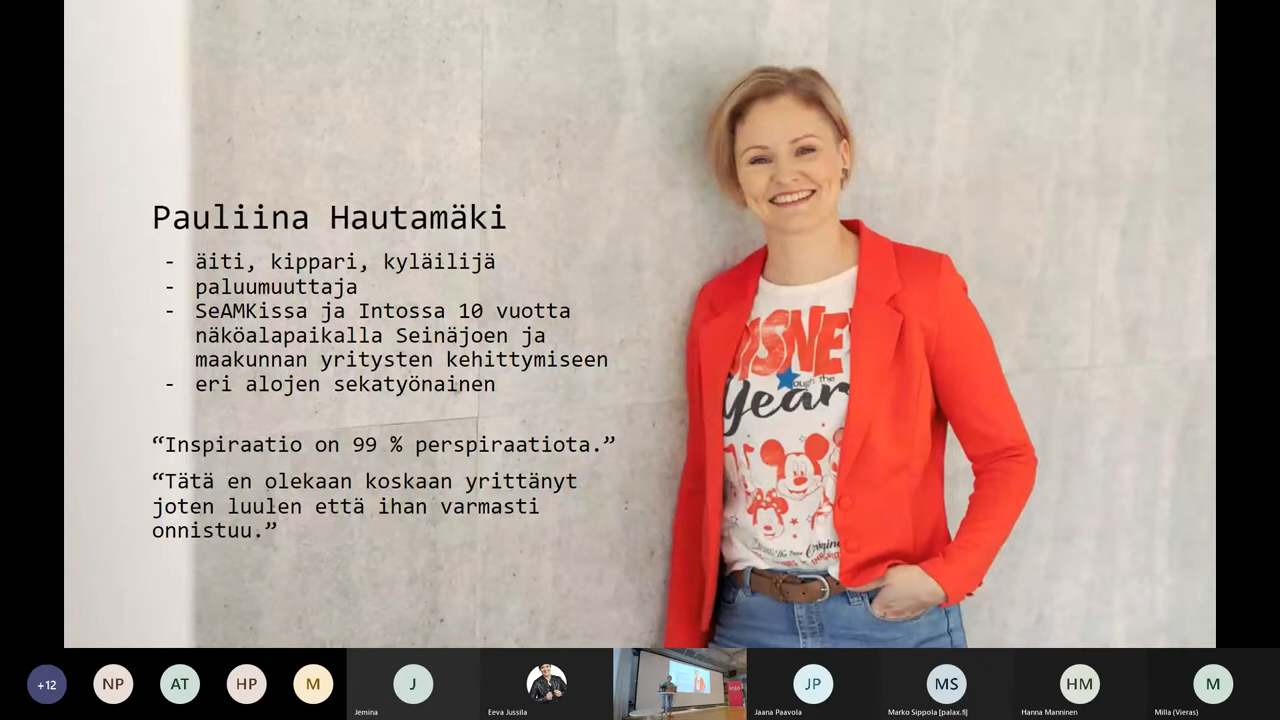 Pauliina Hautamäki
- äiti, kippari, kyläilijä
- paluumuuttaja
- SeAMKissa ja Intossa 10 vuotta
näköalapaikalla Seinäjoen ja
maakunnan yritysten kehittymiseen
- eri alojen sekatyönainen
“Inspiraatio on 99 % perspiraatiota.”
“Tätä en olekaan koskaan yrittänyt
joten luulen että ihan varmasti
onnistuu.”
DISNEY
Years
+12
NP
AT
HP
M
J
JP
MS
HM
M
Jemina
Eeva Jussila
Jaana Paavola
Marko Sippola [palax.fi]
Hanna Manninen
Milla (Vieras)